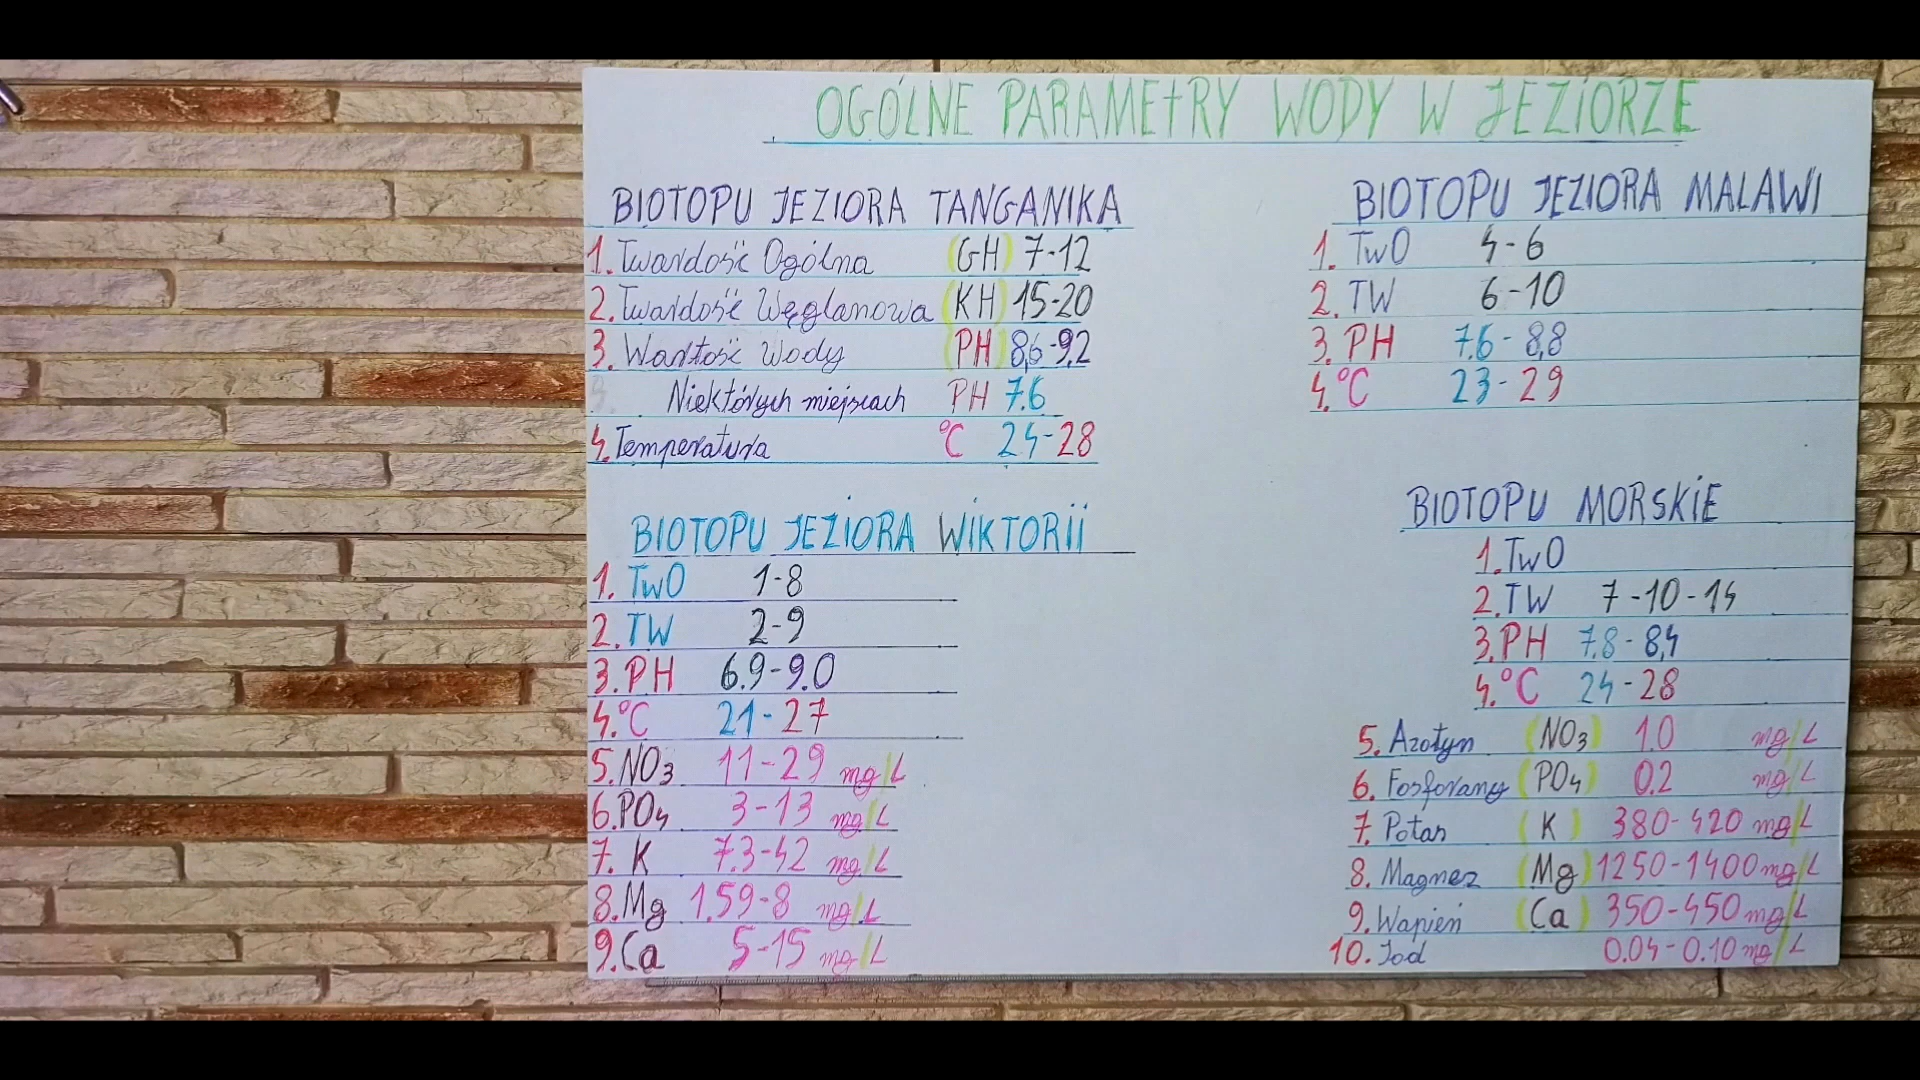 OGÓLNE PARAMETRY WODY W JEZIORZE
BIOTOPU JEZIORA TANGANIKA
1. Twardość Ogólna (GH) 7-12
2. Twardość Węglanowa (KH) 15-20
3. Wartość Wody (PH) 8,6-9,2
Niektórych miejscach PH 7.6
4. Temperatura °C 24-28
BIOTOPU JEZIORA WIKTORII
1. TwO 1-8
2. TW 2-9
3. PH 6.9-9.0
4. °C 21-27
5. NO3 11-29 mg/L
6. PO4 3-13 mg/L
7. K 7.3-42 mg/L
8. Mg 1,59-8 mg/L
9. Ca 5-15 mg/L
BIOTOPU JEZIORA MALAWI
1. TwO 4-6
2. TW 6-10
3. PH 7.6-8,8
4. °C 23-29
BIOTOPU MORSKIE
1. TwO
2. TW 7-10-14
3. PH 7.8-8,4
4. °C 24-28
5. Azotyn (NO3) 1.0 mg/L
6. Fosforany (PO4) 0.2 mg/L
7. Potas (K) 380-420 mg/L
8. Magnez (Mg) 1250-1400 mg/L
9. Wapień (Ca) 350-450 mg/L
10. Jod 0.04-0.10 mg/L